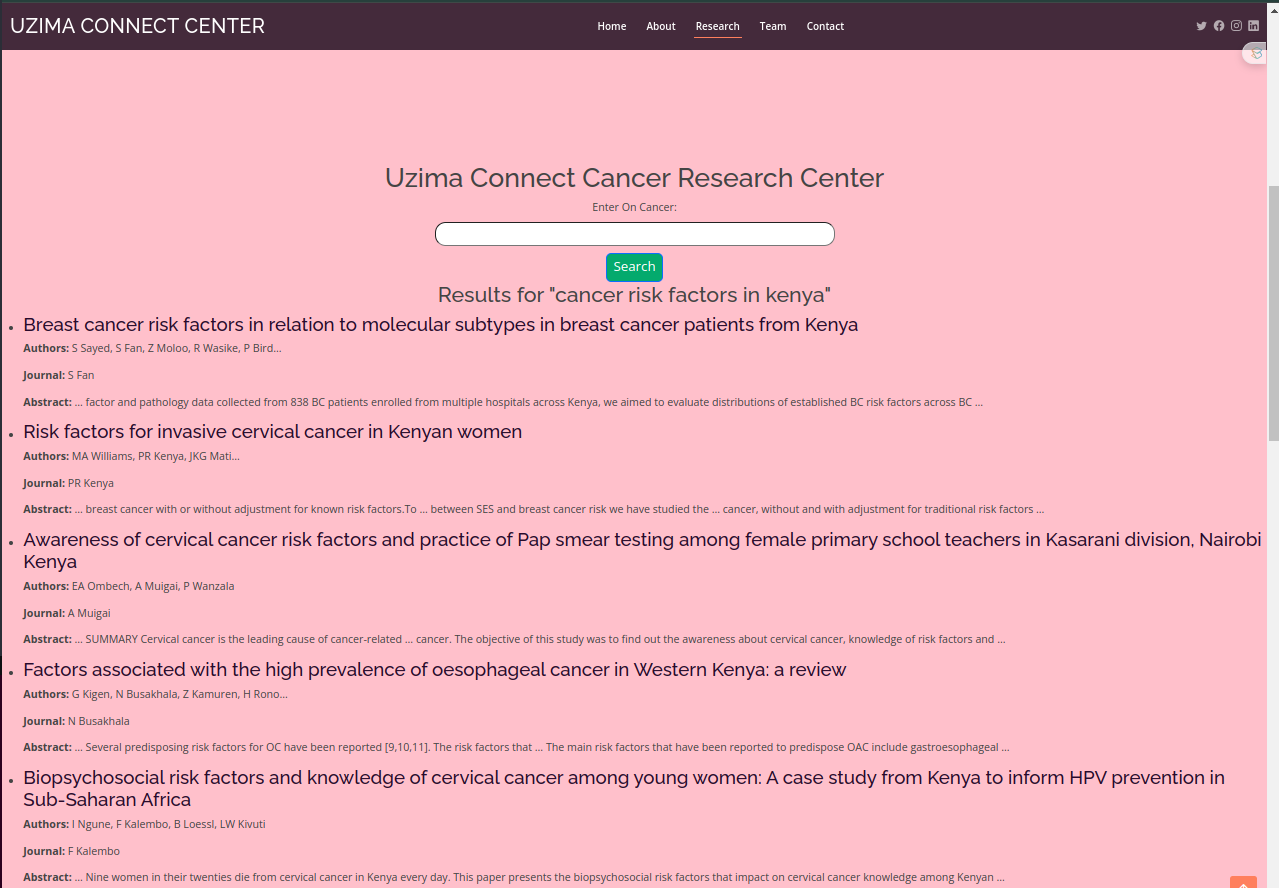 UZIMA CONNECT CENTER
Home About Research Team Contact
Uzima Connect Cancer Research Center
Enter On Cancer:
Search
Results for "cancer risk factors in kenya"
Breast cancer risk factors in relation to molecular subtypes in breast cancer patients from Kenya
Authors: S Sayed, S Fan, Z Moloo, R Wasike, P Bird...
Journal: S Fan
Abstract: ... factor and pathology data collected from 838 BC patients enrolled from multiple hospitals across Kenya, we aimed to evaluate distributions of established BC risk factors across BC ...
Risk factors for invasive cervical cancer in Kenyan women
Authors: MA Williams, PR Kenya, JKG Mati...
Journal: PR Kenya
Abstract: ... breast cancer with or without adjustment for known risk factors.To ... between SES and breast cancer risk we have studied the ... cancer, without and with adjustment for traditional risk factors ...
Awareness of cervical cancer risk factors and practice of Pap smear testing among female primary school teachers in Kasarani division, Nairobi
Kenya
Authors: EA Ombech, A Muigai, P Wanzala
Journal: A Muigai
Abstract: ... SUMMARY Cervical cancer is the leading cause of cancer-related ... cancer. The objective of this study was to find out the awareness about cervical cancer, knowledge of risk factors and ...
Factors associated with the high prevalence of oesophageal cancer in Western Kenya: a review
Authors: G Kigen, N Busakhala, Z Kamuren, H Rono...
Journal: N Busakhala
Abstract: ... Several predisposing risk factors for OC have been reported [9,10,11]. The risk factors that ... The main risk factors that have been reported to predispose OAC include gastroesophageal ...
Biopsychosocial risk factors and knowledge of cervical cancer among young women: A case study from Kenya to inform HPV prevention in
Sub-Saharan Africa
Authors: I Ngune, F Kalembo, B Loessl, LW Kivuti
Journal: F Kalembo
Abstract: ... Nine women in their twenties die from cervical cancer in Kenya every day. This paper presents the biopsychosocial risk factors that impact on cervical cancer knowledge among Kenyan ...